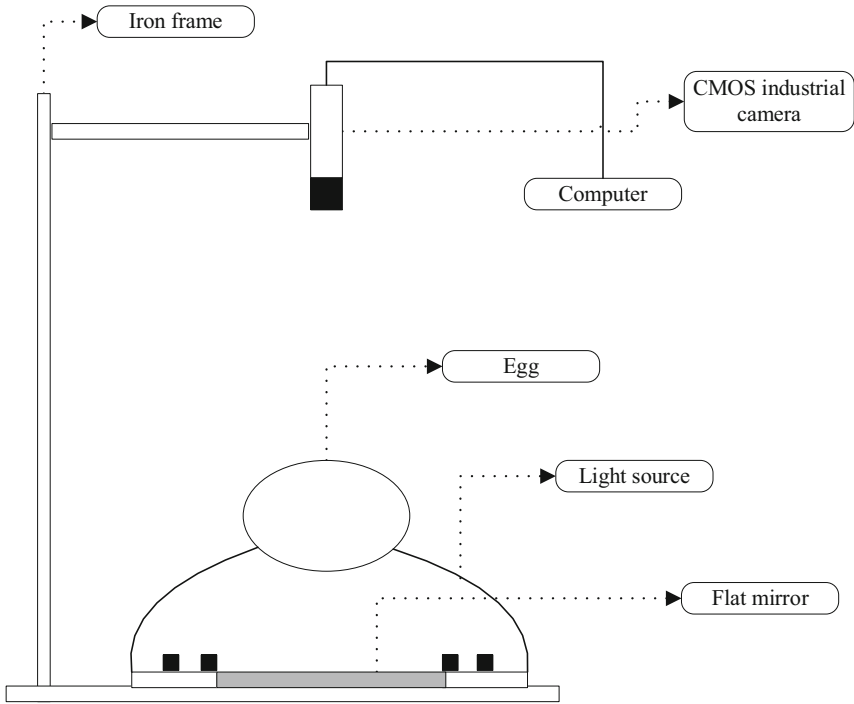 Iron frame
CMOS industrial
camera
Computer
Egg
Light source
Flat mirror